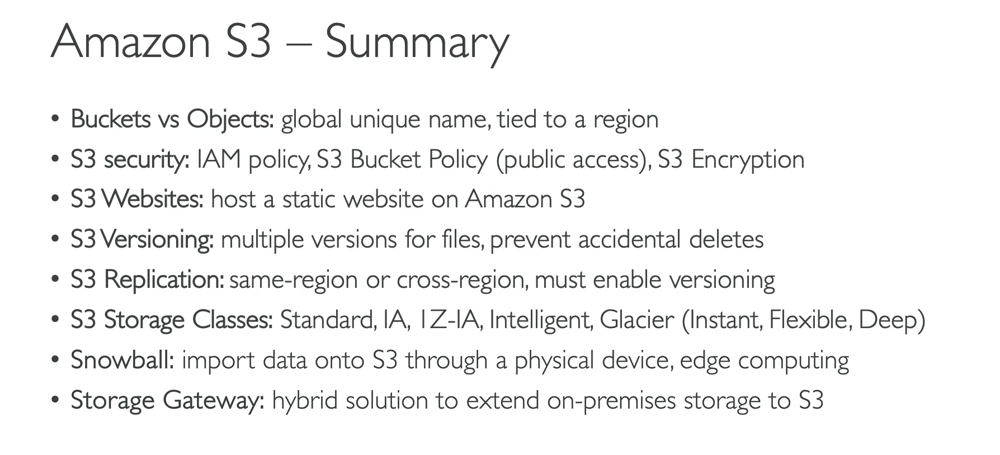 Amazon S3 – Summary
• Buckets vs Objects: global unique name, tied to a region
• S3 security: IAM policy, S3 Bucket Policy (public access), S3 Encryption
• S3 Websites: host a static website on Amazon S3
• S3 Versioning: multiple versions for files, prevent accidental deletes
• S3 Replication: same-region or cross-region, must enable versioning
• S3 Storage Classes: Standard, IA, 1Z-IA, Intelligent, Glacier (Instant, Flexible, Deep)
• Snowball: import data onto S3 through a physical device, edge computing
• Storage Gateway: hybrid solution to extend on-premises storage to S3